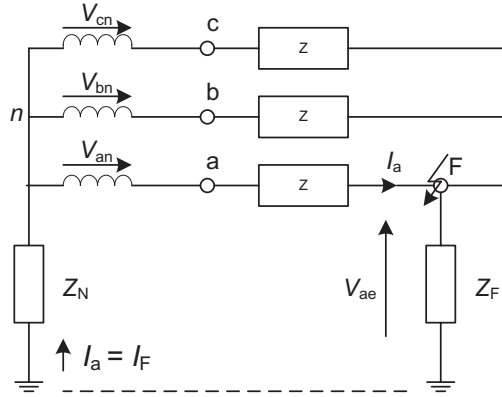 V_cn c z
V_bn b z
n
V_an a z I_a F
Z_N V_ae Z_F
I_a = I_F